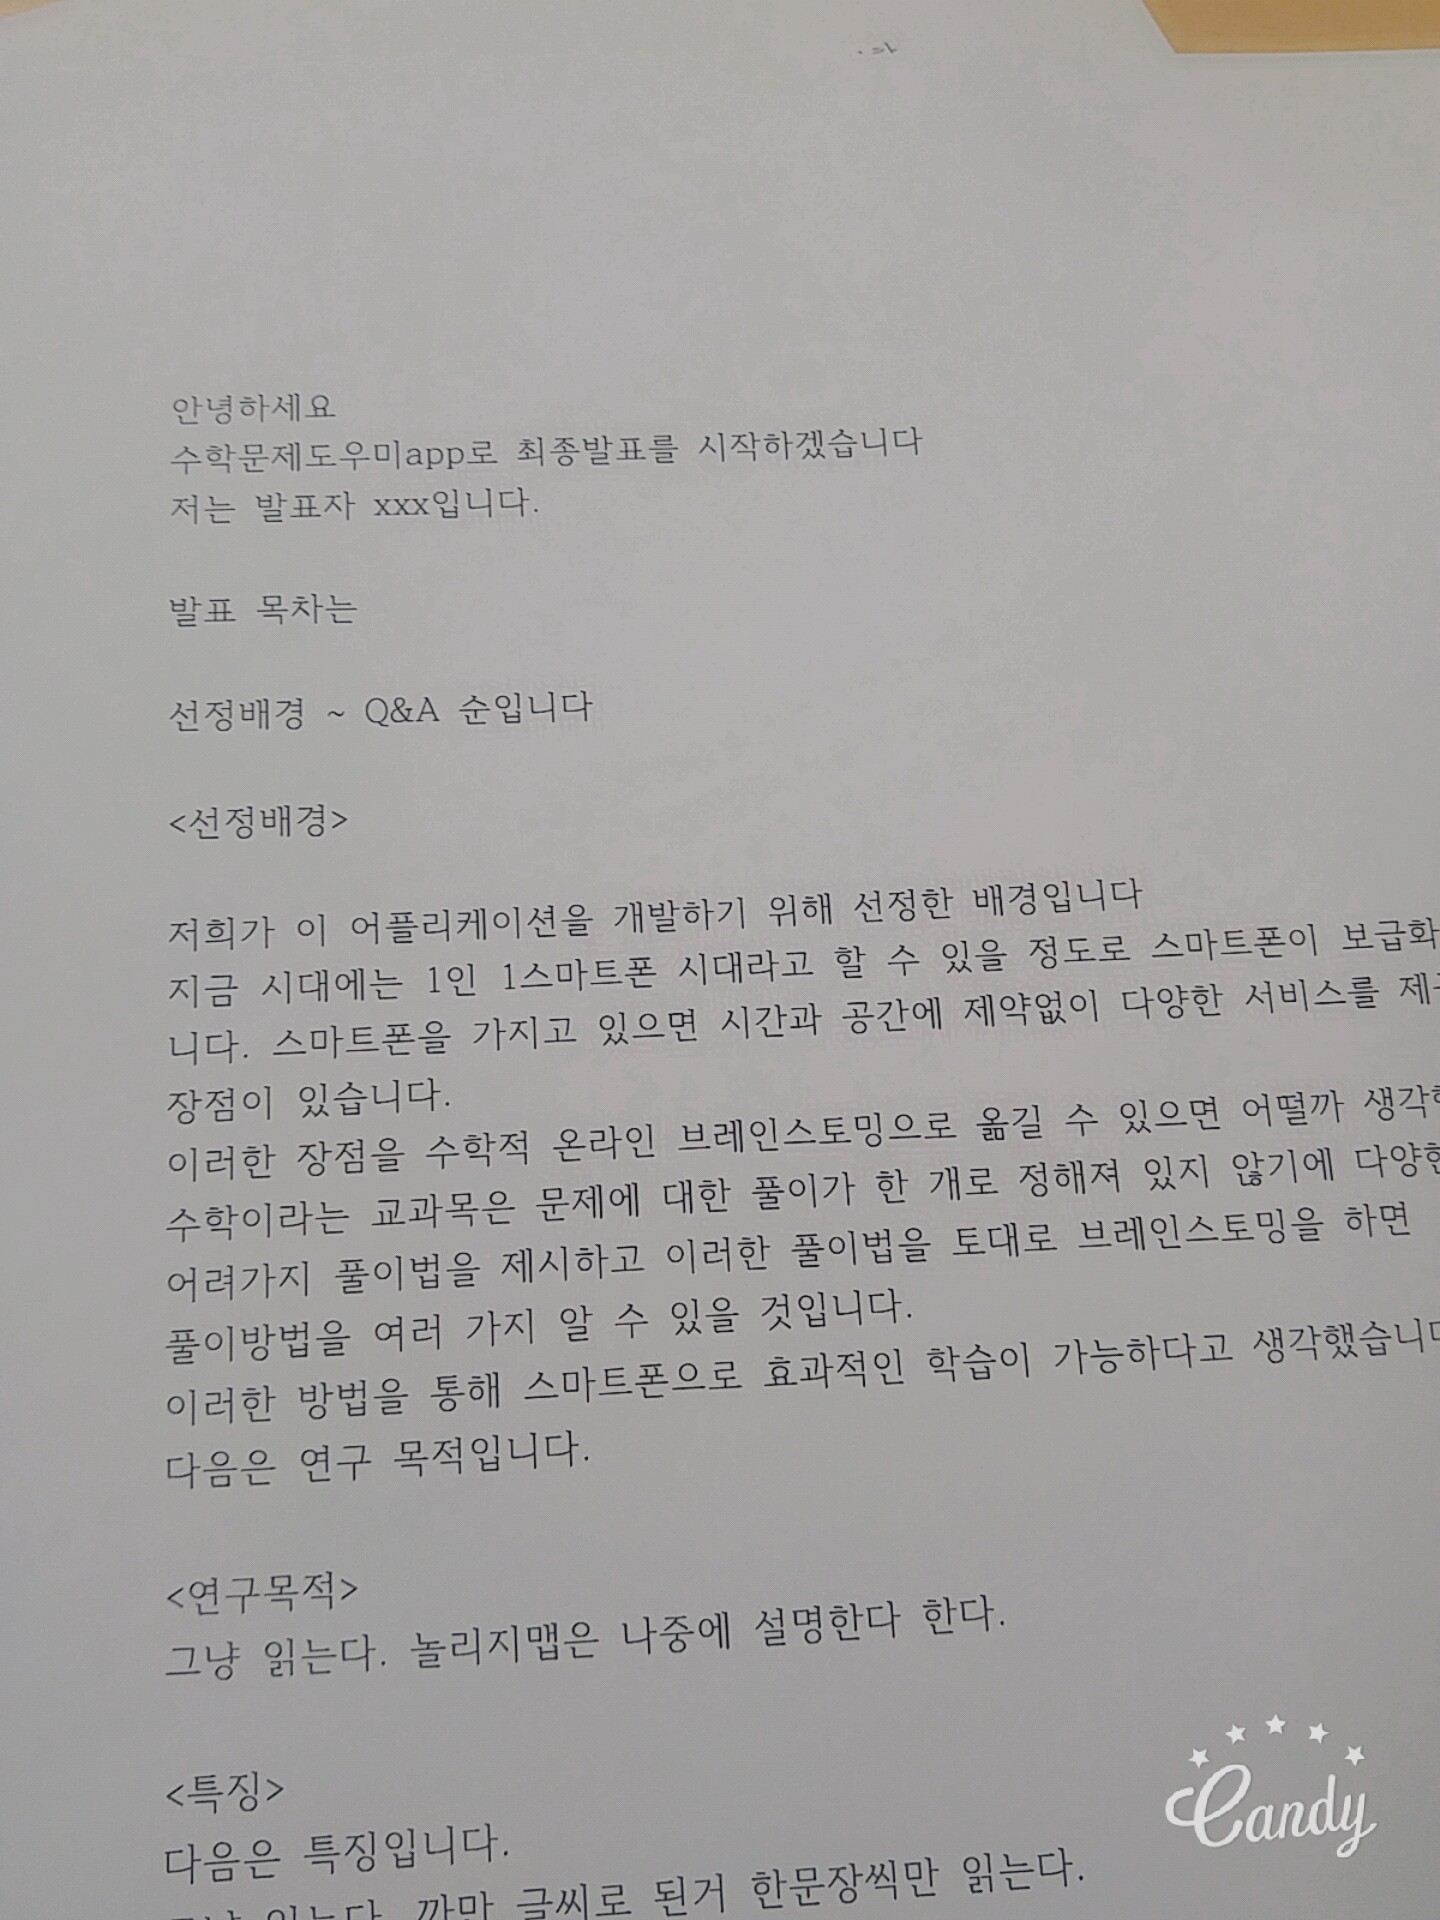 안녕하세요
수학문제도우미app로 최종발표를 시작하겠습니다
저는 발표자 xxx입니다.
발표 목차는
선정배경 ~ Q&A 순입니다
<선정배경>
저희가 이 어플리케이션을 개발하기 위해 선정한 배경입니다
지금 시대에는 1인 1스마트폰 시대라고 할 수 있을 정도로 스마트폰이 보급화
니다. 스마트폰을 가지고 있으면 시간과 공간에 제약없이 다양한 서비스를
장점이 있습니다.
이러한 장점을 수학적 온라인 브레인스토밍으로 옮길 수 있으면 어떨까
수학이라는 교과목은 문제에 대한 풀이가 한 개로 정해져 있지 않기에 다양한
어려가지 풀이법을 제시하고 이러한 풀이법을 토대로 브레인스토밍을 하면
풀이방법을 여러 가지 알 수 있을 것입니다.
이러한 방법을 통해 스마트폰으로 효과적인 학습이 가능하다고 생각했습니다
다음은 연구 목적입니다.
<연구목적>
그냥 읽는다. 놀리지맵은 나중에 설명한다 한다.
<특징>
다음은 특징입니다.
까만 글씨로 된거 한문장씩만 읽는다.
Candy